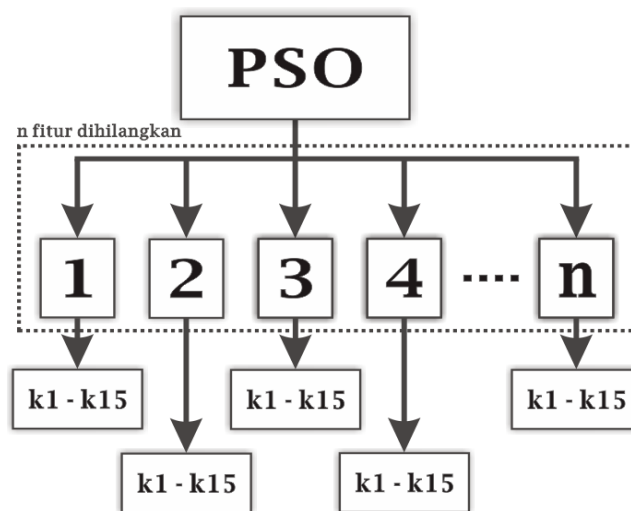 PSO
n fitur dihilangkan
1 2 3 4 .... n
k1 - k15 k1 - k15 k1 - k15
k1 - k15 k1 - k15